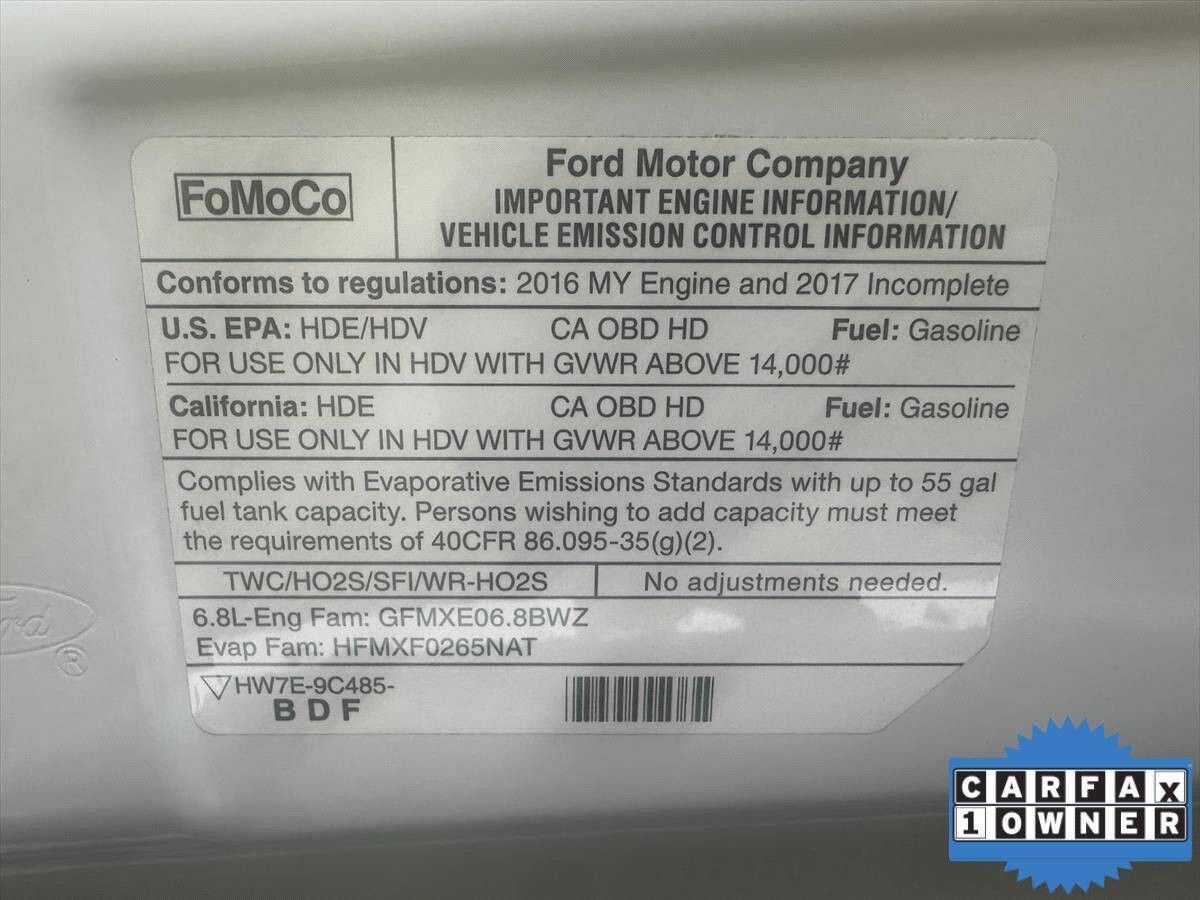 FoMoCo
Ford Motor Company
IMPORTANT ENGINE INFORMATION/
VEHICLE EMISSION CONTROL INFORMATION
Conforms to regulations: 2016 MY Engine and 2017 Incomplete
U.S. EPA: HDE/HDV CA OBD HD Fuel: Gasoline
FOR USE ONLY IN HDV WITH GVWR ABOVE 14,000#
California: HDE CA OBD HD Fuel: Gasoline
FOR USE ONLY IN HDV WITH GVWR ABOVE 14,000#
Complies with Evaporative Emissions Standards with up to 55 gal
fuel tank capacity. Persons wishing to add capacity must meet
the requirements of 40CFR 86.095-35(g)(2).
TWC/HO2S/SFI/WR-HO2S No adjustments needed.
6.8L-Eng Fam: GFMXE06.8BWZ
Evap Fam: HFMXF0265NAT
HW7E-9C485-
B D F
®
CARFAX
1 OWNER